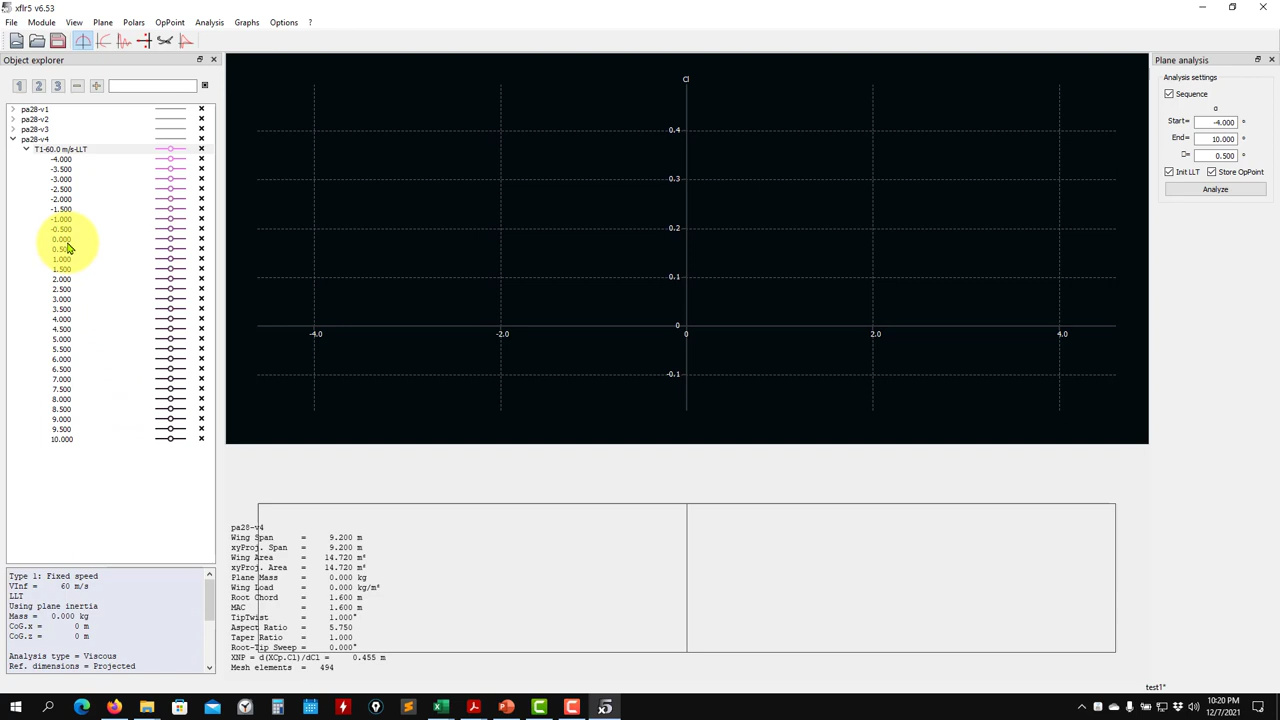 xflr5 v6.53
File Module View Plane Polars OpPoint Analysis Graphs Options ?
Object explorer
1 2 3
pa28-v1
pa28-v2
pa28-v3
pa28-v4
T1-60.0 m/s-LLT
-4.000
-3.500
-3.000
-2.500
-2.000
-1.500
-1.000
-0.500
0.000
0.500
1.000
1.500
2.000
2.500
3.000
3.500
4.000
4.500
5.000
5.500
6.000
6.500
7.000
7.500
8.000
8.500
9.000
9.500
10.000
Type 1: Fixed speed
VInf = 60 m/s
LLT
Using plane inertia
Mass = 0.000 kg
CoG.x = 0 m
CoG.z = 0 m
Analysis type = Viscous
Ref. dimensions = Projected
Cl
0.4
0.3
0.2
0.1
0
-0.1
-4.0 -2.0 0 2.0 4.0
pa28-v4
Wing Span = 9.200 m
xyProj. Span = 9.200 m
Wing Area = 14.720 m²
xyProj. Area = 14.720 m²
Plane Mass = 0.000 kg
Wing Load = 0.000 kg/m²
Root Chord = 1.600 m
MAC = 1.600 m
TipTwist = 1.000°
Aspect Ratio = 5.750
Taper Ratio = 1.000
Root-Tip Sweep = 0.000°
XNP = d(XCp.Cl)/dCl = 0.455 m
Mesh elements = 494
Plane analysis
Analysis settings
Sequence
α
Start= -4.000 °
End= 10.000 °
= 0.500 °
Init LLT Store OpPoint
Analyze
test1*
10:20 PM
12/7/2021